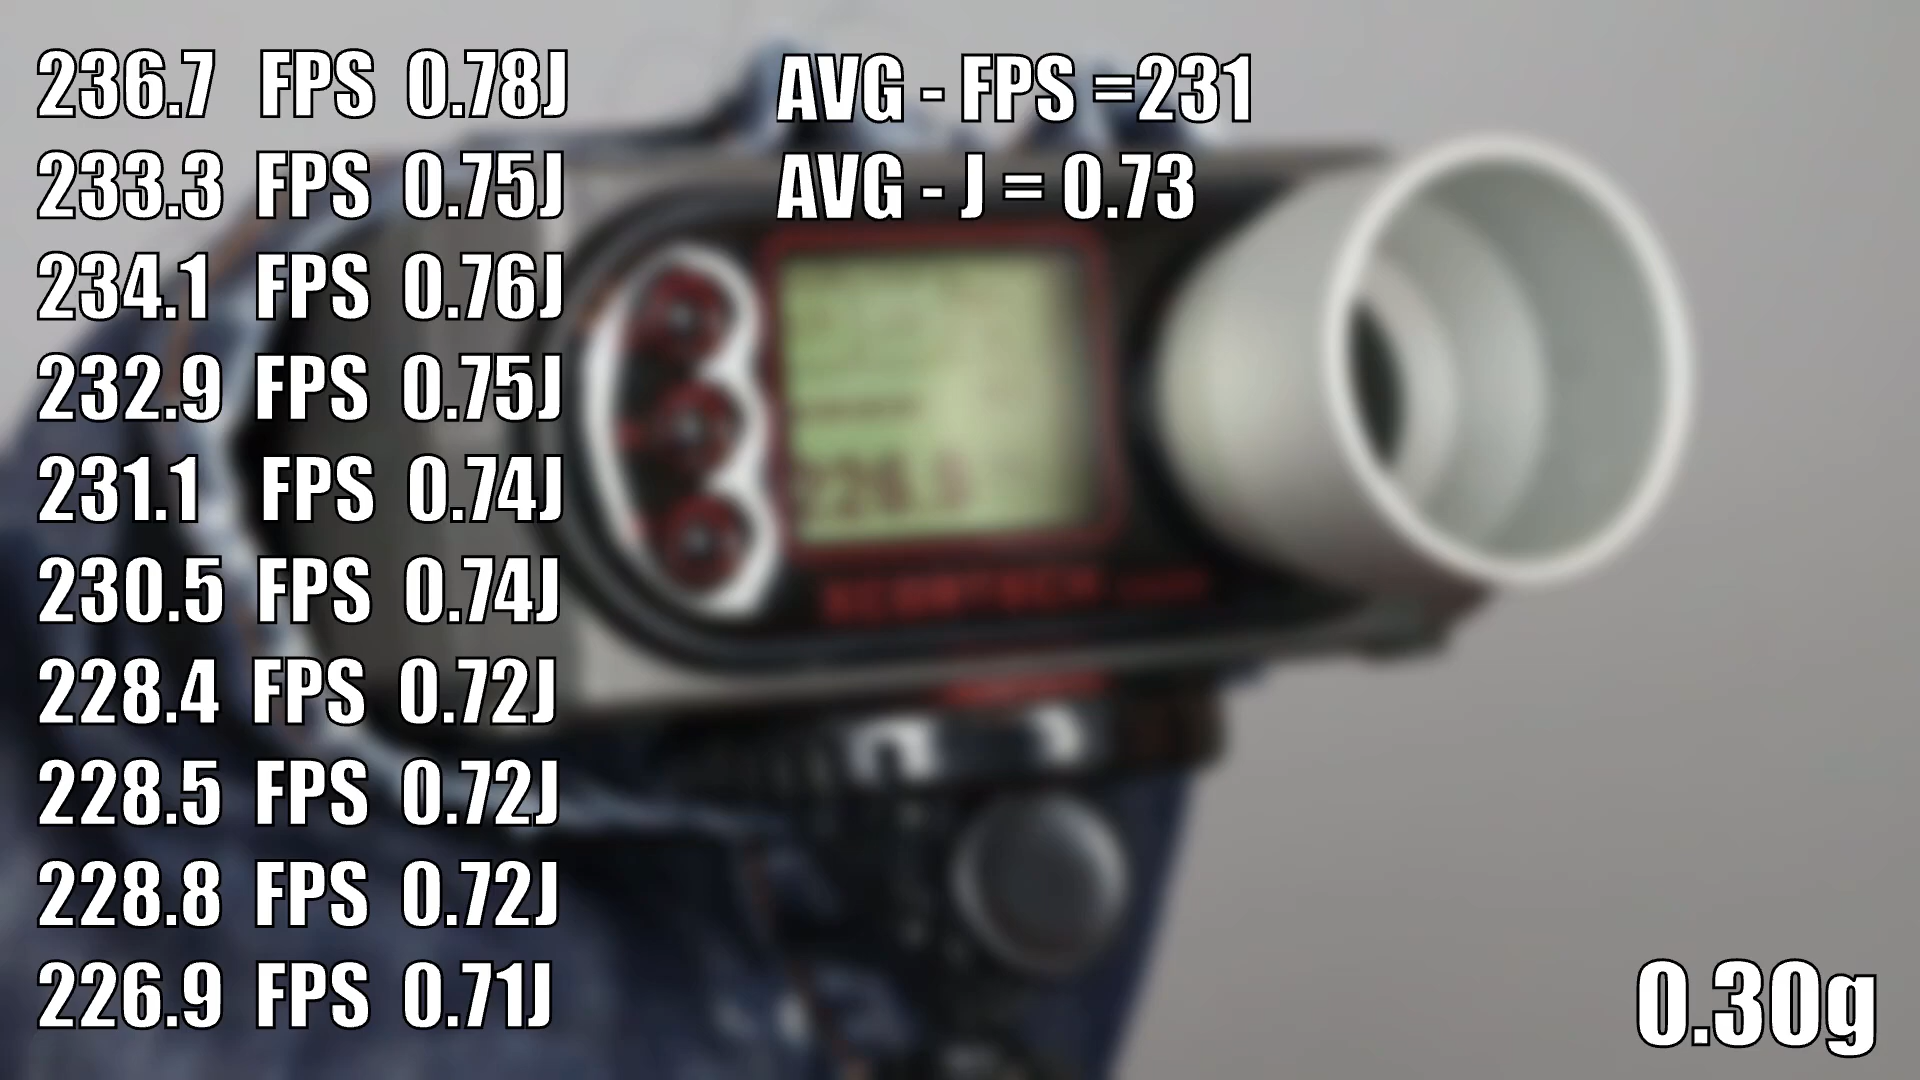 236.7 FPS 0.78J
233.3 FPS 0.75J
234.1 FPS 0.76J
232.9 FPS 0.75J
231.1 FPS 0.74J
230.5 FPS 0.74J
228.4 FPS 0.72J
228.5 FPS 0.72J
228.8 FPS 0.72J
226.9 FPS 0.71J
AVG - FPS =231
AVG - J = 0.73
226.9
0.30g